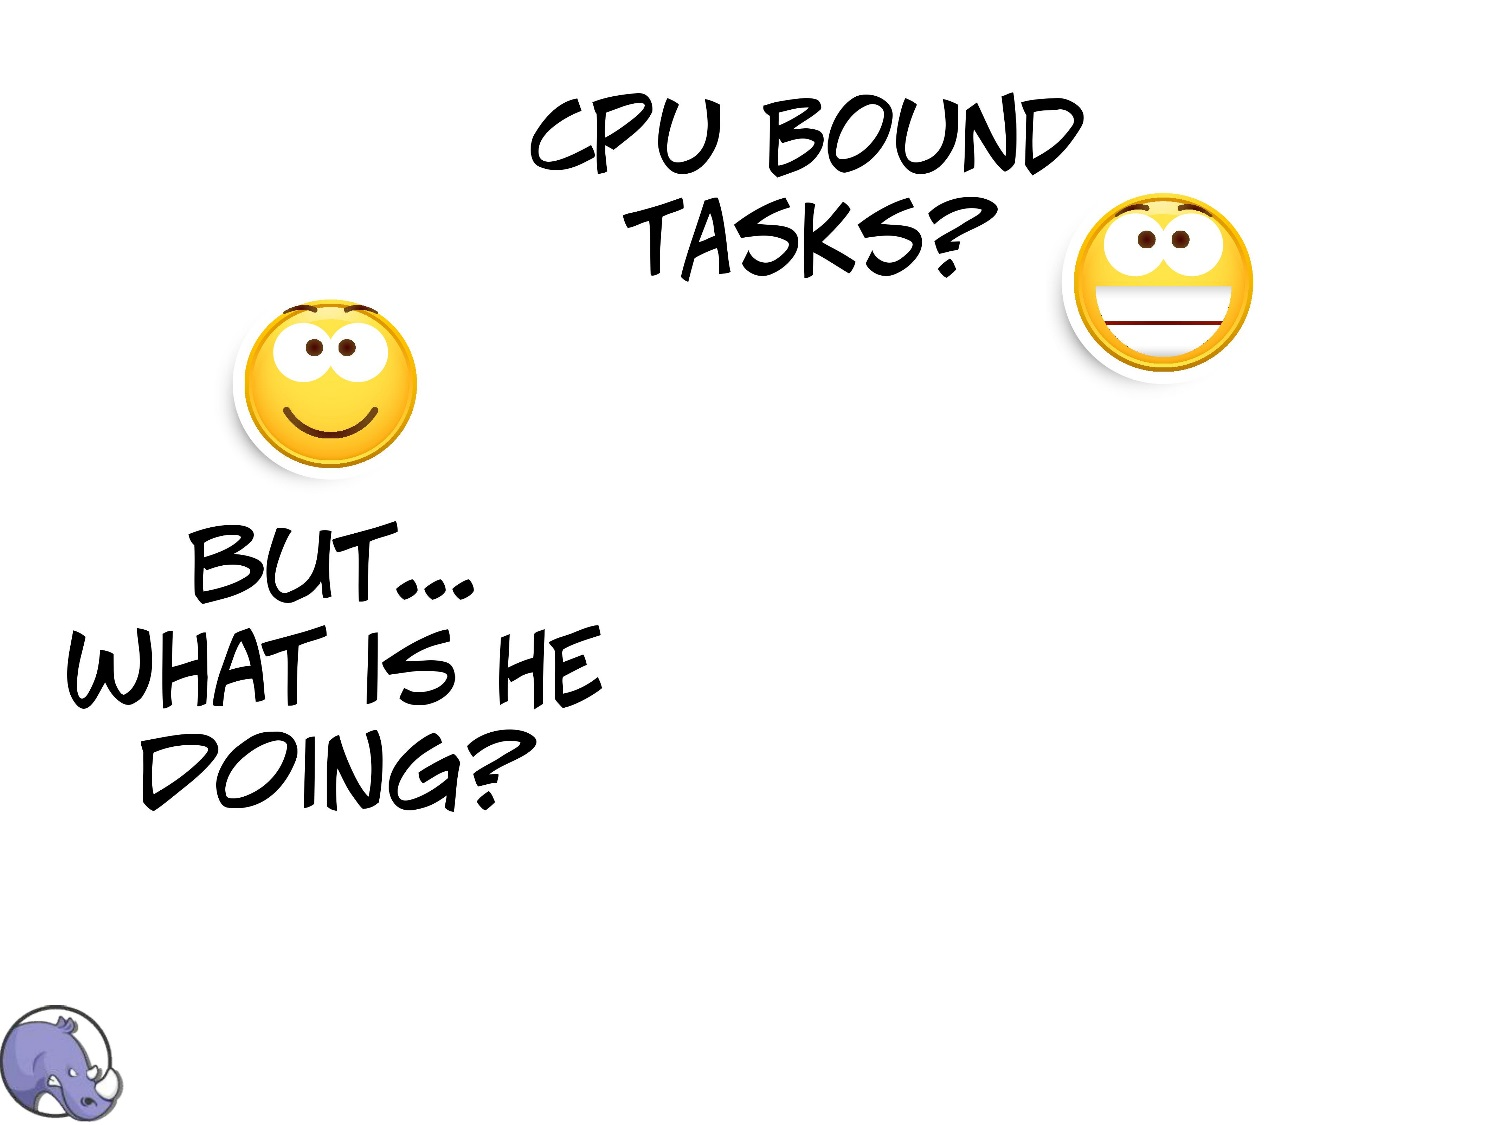 CPU BOUND
TASKS?
BUT...
WHAT IS HE
DOING?